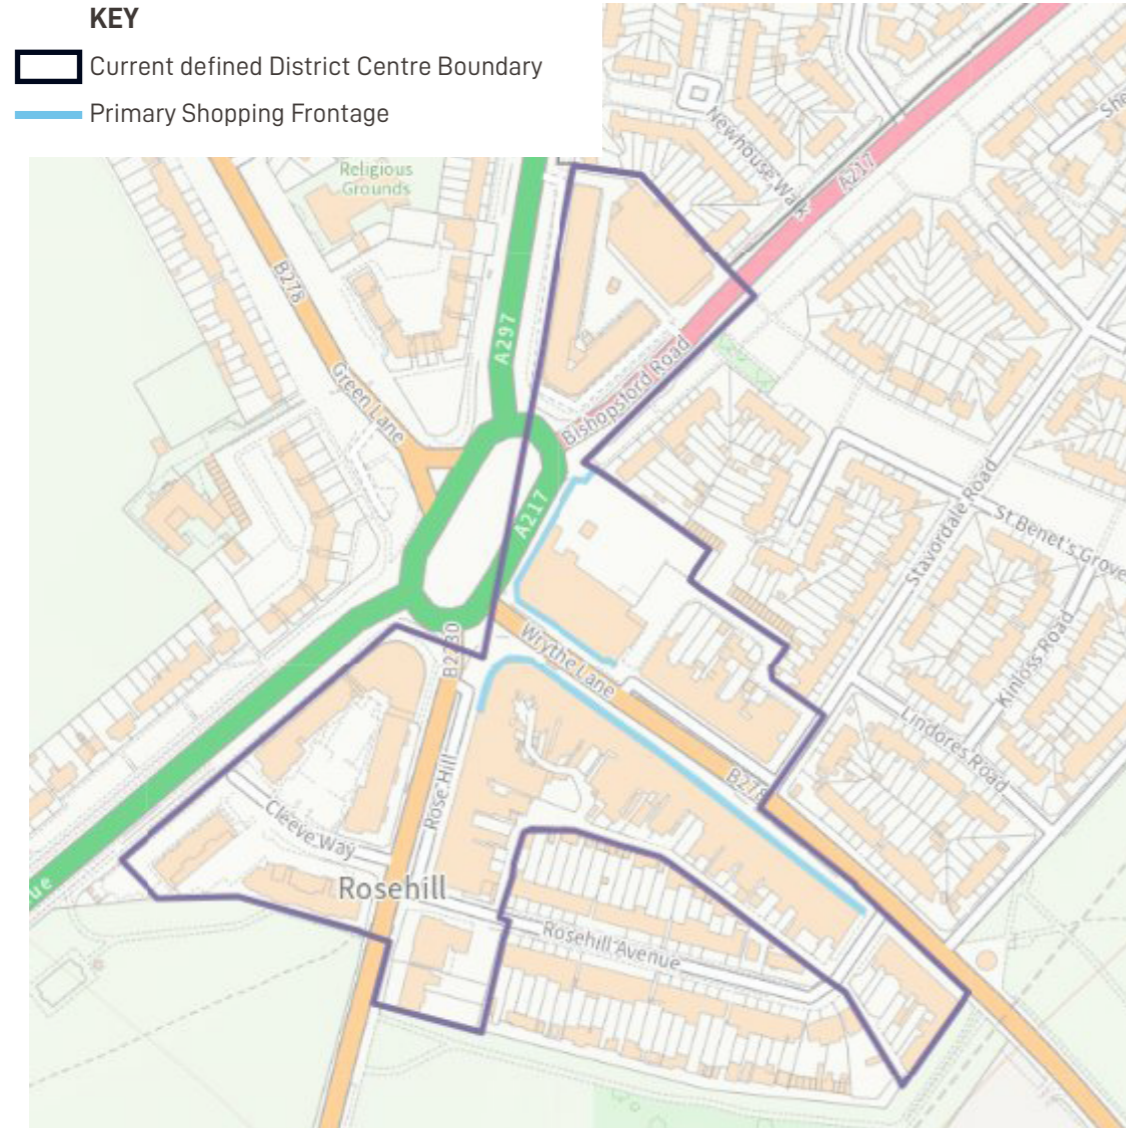 KEY
Current defined District Centre Boundary
Primary Shopping Frontage
Religious
Grounds
Newhouse Walk
A217
She
B278
A297
Green Lane
Bishopsford Road
A217
Stavordale Road
St Benet's Grove
Wrythe Lane
B2230
Kinloss Road
Lindores Road
B278
Rose Hill
Cleeve Way
Rosehill
Rosehill Avenue
ue